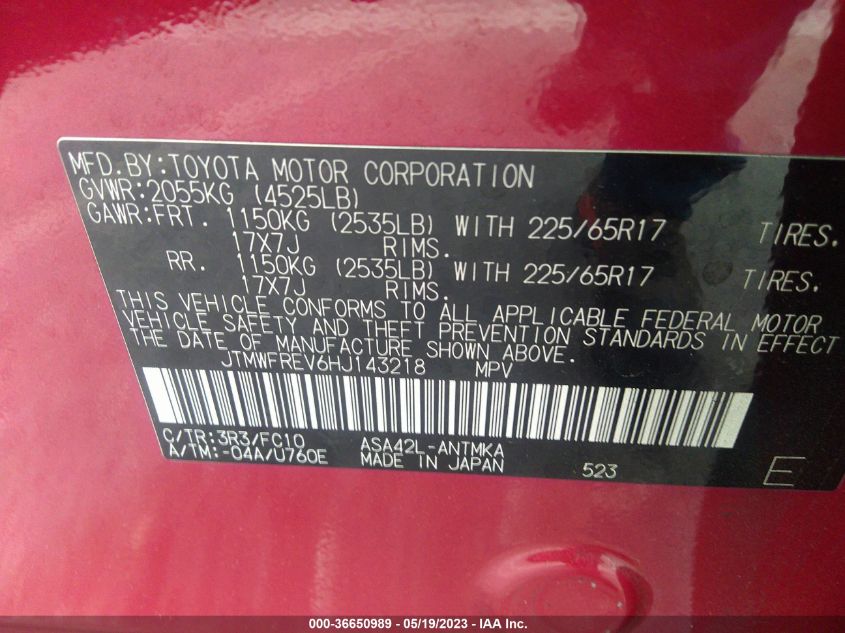 MFD.BY:TOYOTA MOTOR CORPORATION
GVWR:2055KG (4525LB)
GAWR:FRT. 1150KG (2535LB) WITH 225/65R17 TIRES.
17X7J RIMS.
RR. 1150KG (2535LB) WITH 225/65R17 TIRES.
17X7J RIMS.
THIS VEHICLE CONFORMS TO ALL APPLICABLE FEDERAL MOTOR
VEHICLE SAFETY AND THEFT PREVENTION STANDARDS IN EFFECT
THE DATE OF MANUFACTURE SHOWN ABOVE.
JTMWFREV6HJ143218 MPV
C/TR:3R3/FC10 ASA42L-ANTMKA
A/TM:-04A/U760E MADE IN JAPAN 523 E
000-36650989 - 05/19/2023 - IAA Inc.